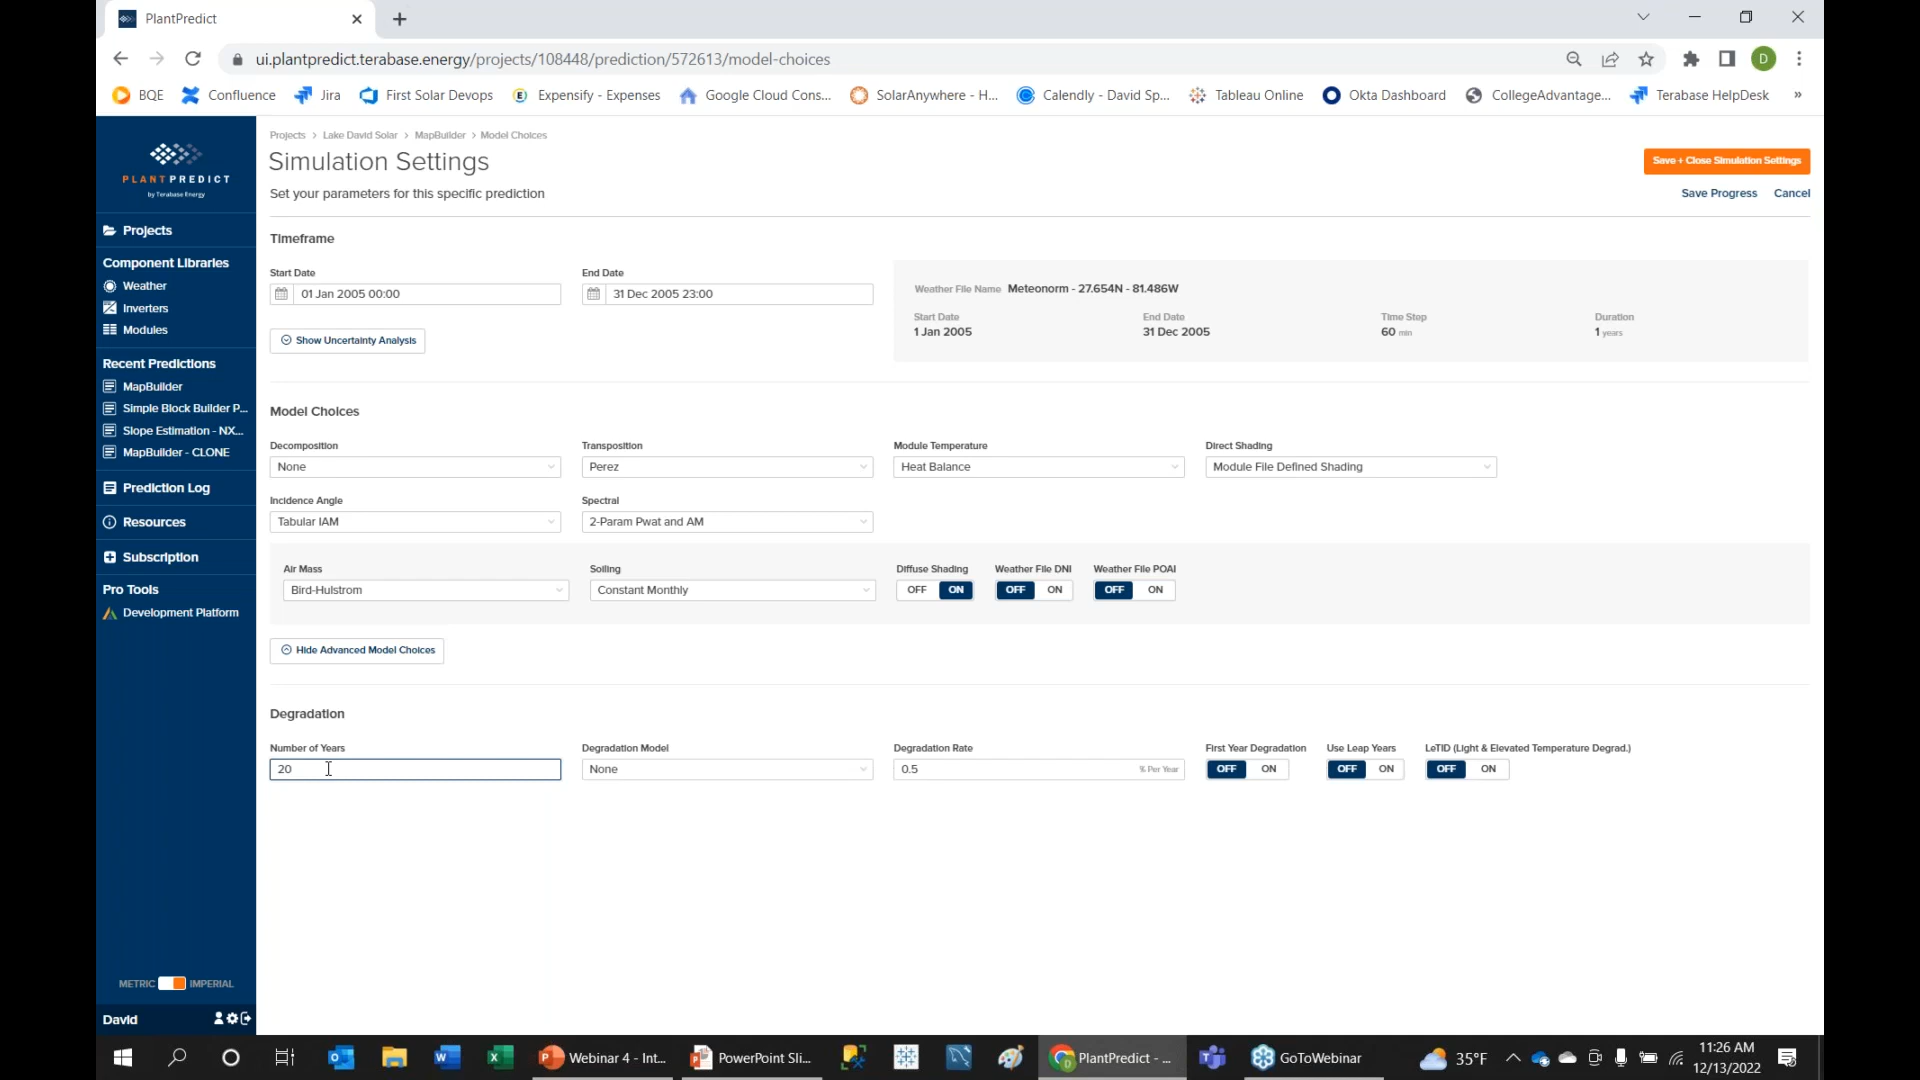 PlantPredict
ui.plantpredict.terabase.energy/projects/108448/prediction/572613/model-choices
D
BQE
Confluence
Jira
First Solar Devops
Expensify - Expenses
Google Cloud Cons...
SolarAnywhere - H...
Calendly - David Sp...
Tableau Online
Okta Dashboard
CollegeAdvantage...
Terabase HelpDesk
»
PLANTPREDICT
by Terabase Energy
Projects
Component Libraries
Weather
Inverters
Modules
Recent Predictions
MapBuilder
Simple Block Builder P...
Slope Estimation - NX...
MapBuilder - CLONE
Prediction Log
Resources
Subscription
Pro Tools
Development Platform
METRIC IMPERIAL
David
Projects > Lake David Solar > MapBuilder > Model Choices
Simulation Settings
Set your parameters for this specific prediction
Save + Close Simulation Settings
Save Progress Cancel
Timeframe
Start Date End Date
01 Jan 2005 00:00 31 Dec 2005 23:00
Show Uncertainty Analysis
Weather File Name Meteonorm - 27.654N - 81.486W
Start Date End Date Time Step Duration
1 Jan 2005 31 Dec 2005 60 min 1 years
Model Choices
Decomposition Transposition Module Temperature Direct Shading
None Perez Heat Balance Module File Defined Shading
Incidence Angle Spectral
Tabular IAM 2-Param Pwat and AM
Air Mass Soiling Diffuse Shading Weather File DNI Weather File POAI
Bird-Hulstrom Constant Monthly OFF ON OFF ON OFF ON
Hide Advanced Model Choices
Degradation
Number of Years Degradation Model Degradation Rate First Year Degradation Use Leap Years LeTID (Light & Elevated Temperature Degrad.)
20 None 0.5 % Per Year OFF ON OFF ON OFF ON
Webinar 4 - Int...
PowerPoint Sli...
PlantPredict - ...
GoToWebinar
35°F
11:26 AM
12/13/2022